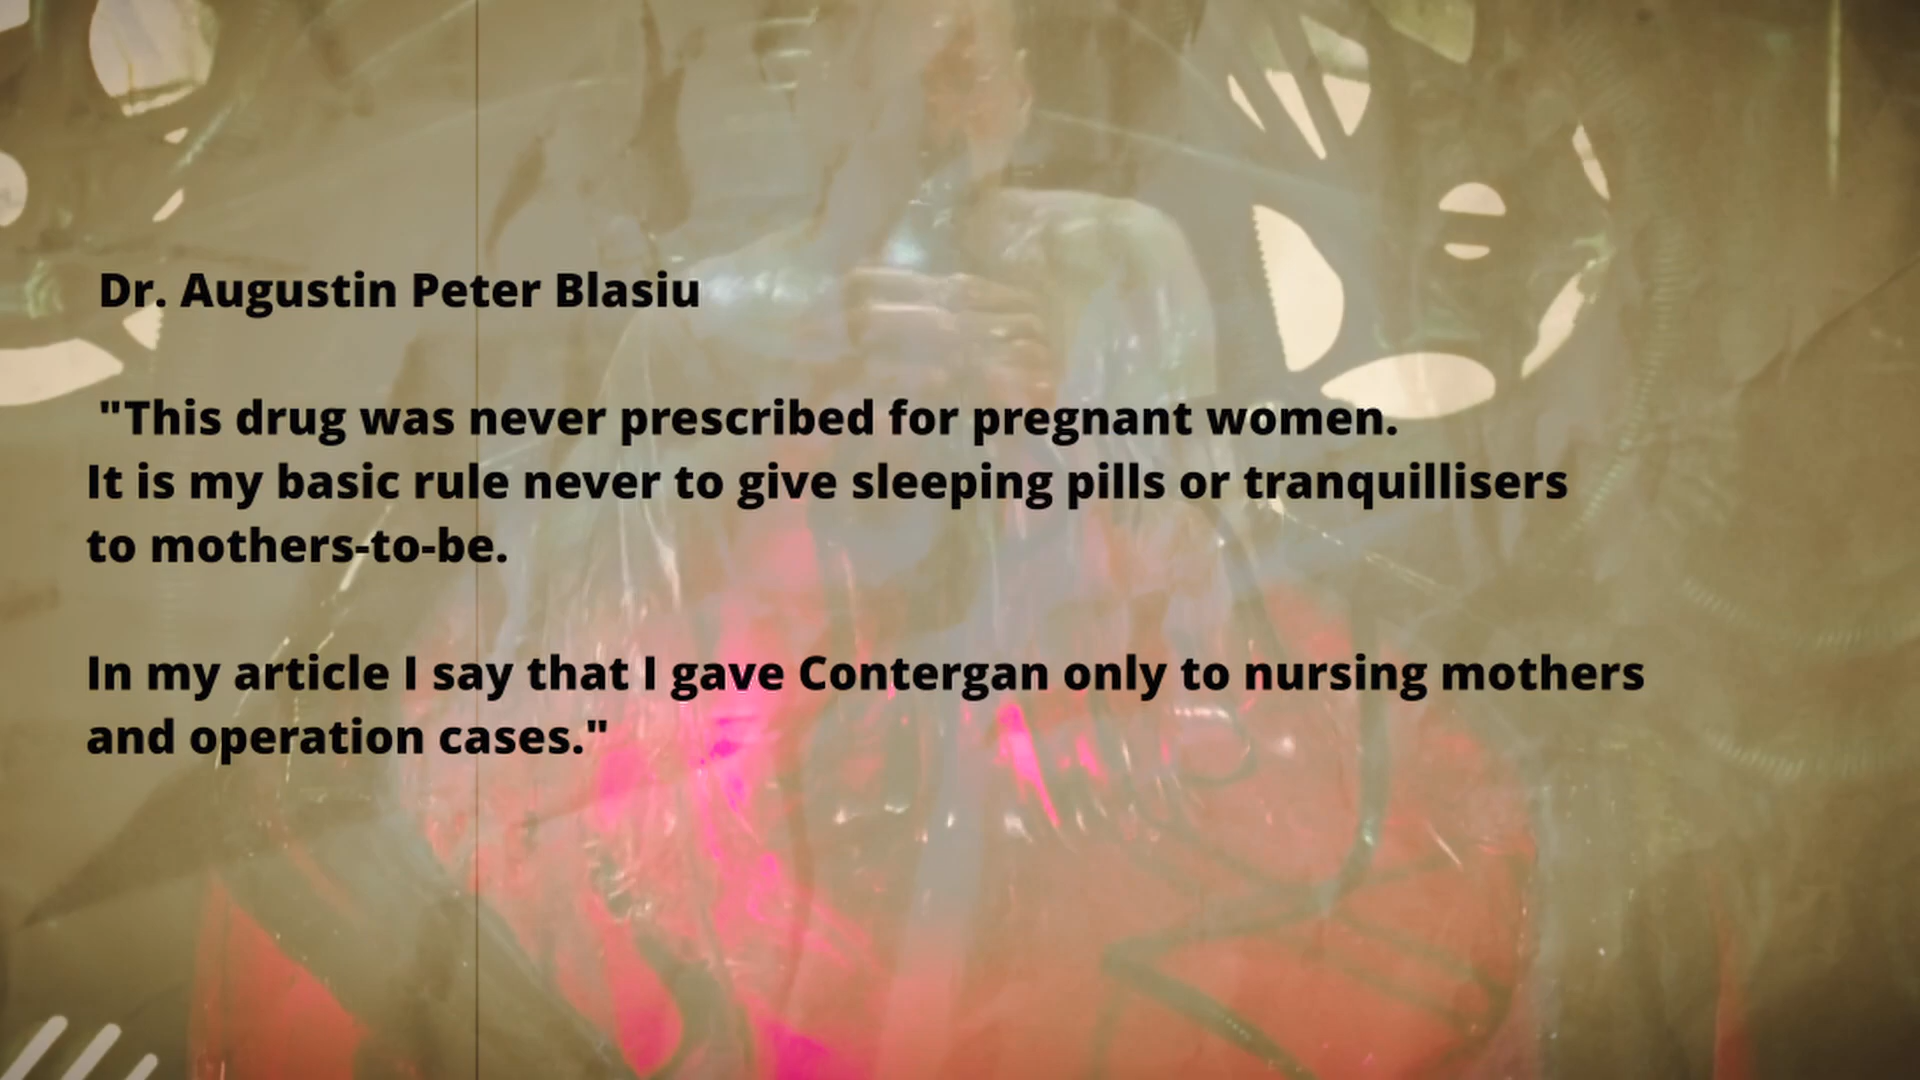 Dr. Augustin Peter Blasiu
"This drug was never prescribed for pregnant women.
It is my basic rule never to give sleeping pills or tranquillisers
to mothers-to-be.
In my article I say that I gave Contergan only to nursing mothers
and operation cases."